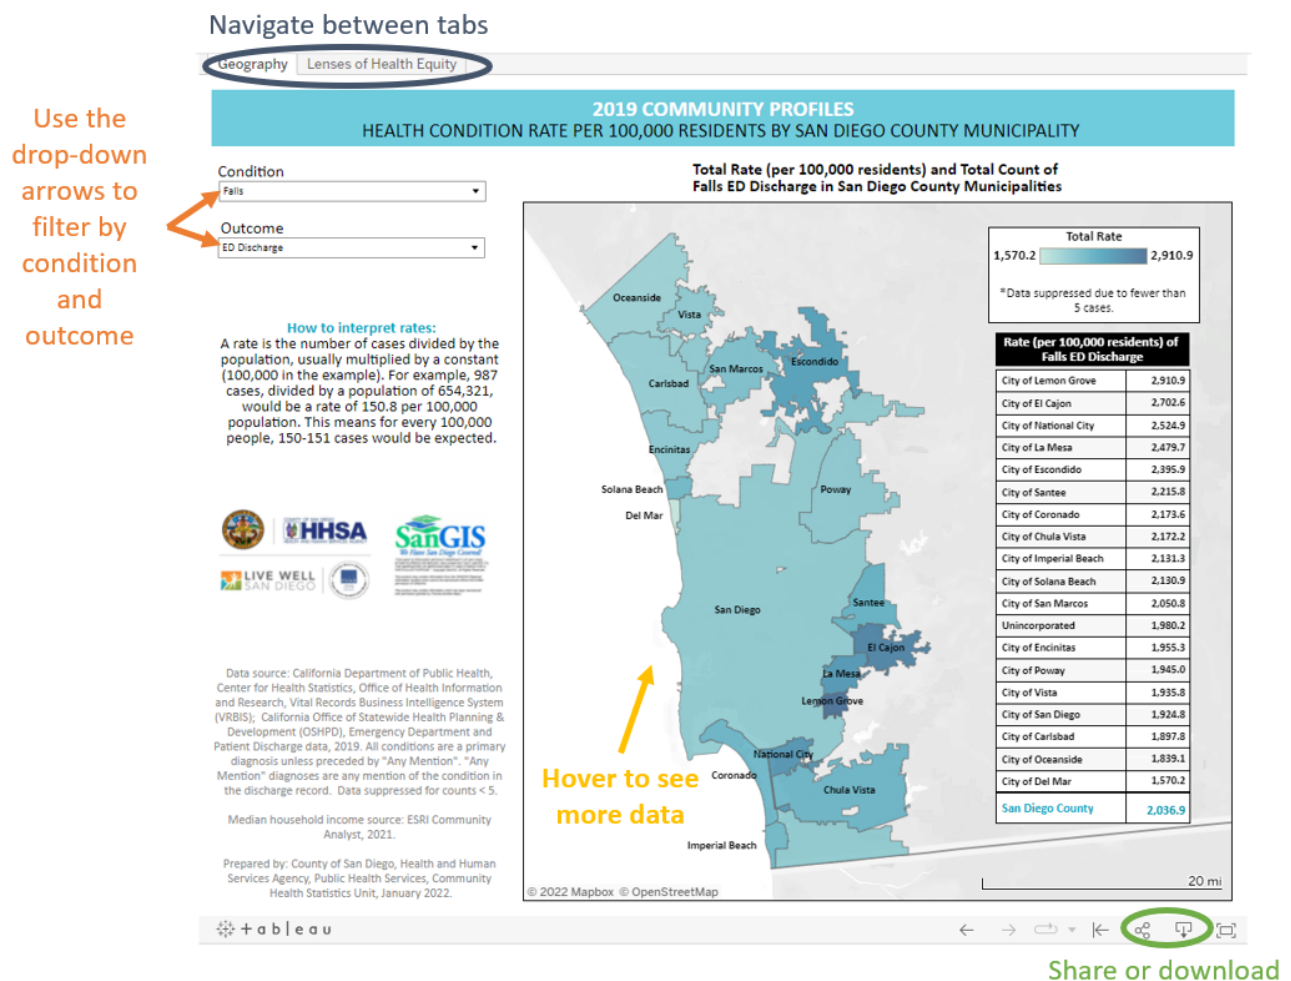 Navigate between tabs
Geography
Lenses of Health Equity
Use the
drop-down
arrows to
filter by
condition
and
outcome
2019 COMMUNITY PROFILES
HEALTH CONDITION RATE PER 100,000 RESIDENTS BY SAN DIEGO COUNTY MUNICIPALITY
Condition
Falls
Outcome
ED Discharge
How to interpret rates:
A rate is the number of cases divided by the
population, usually multiplied by a constant
(100,000 in the example). For example, 987
cases, divided by a population of 654,321,
would be a rate of 150.8 per 100,000
population. This means for every 100,000
people, 150-151 cases would be expected.
HHSA
SanGIS
We Have San Diego Covered!
LIVE WELL
SAN DIEGO
Data source: California Department of Public Health,
Center for Health Statistics, Office of Health Information
and Research, Vital Records Business Intelligence System
(VRBIS); California Office of Statewide Health Planning &
Development (OSHPD), Emergency Department and
Patient Discharge data, 2019. All conditions are a primary
diagnosis unless preceded by "Any Mention". "Any
Mention" diagnoses are any mention of the condition in
the discharge record. Data suppressed for counts < 5.
Median household income source: ESRI Community
Analyst, 2021.
Prepared by: County of San Diego, Health and Human
Services Agency, Public Health Services, Community
Health Statistics Unit, January 2022.
Total Rate (per 100,000 residents) and Total Count of
Falls ED Discharge in San Diego County Municipalities
Oceanside
Vista
San Marcos
Escondido
Carlsbad
Encinitas
Solana Beach
Del Mar
Poway
San Diego
Santee
El Cajon
La Mesa
Lemon Grove
National City
Coronado
Chula Vista
Imperial Beach
Hover to see
more data
Total Rate
1,570.2 2,910.9
*Data suppressed due to fewer than
5 cases.
Rate (per 100,000 residents) of
Falls ED Discharge
City of Lemon Grove 2,910.9
City of El Cajon 2,702.6
City of National City 2,524.9
City of La Mesa 2,479.7
City of Escondido 2,395.9
City of Santee 2,215.8
City of Coronado 2,173.6
City of Chula Vista 2,172.2
City of Imperial Beach 2,131.3
City of Solana Beach 2,130.9
City of San Marcos 2,050.8
Unincorporated 1,980.2
City of Encinitas 1,955.3
City of Poway 1,945.0
City of Vista 1,935.8
City of San Diego 1,924.8
City of Carlsbad 1,897.8
City of Oceanside 1,839.1
City of Del Mar 1,570.2
San Diego County 2,036.9
© 2022 Mapbox © OpenStreetMap
20 mi
+ableau
Share or download